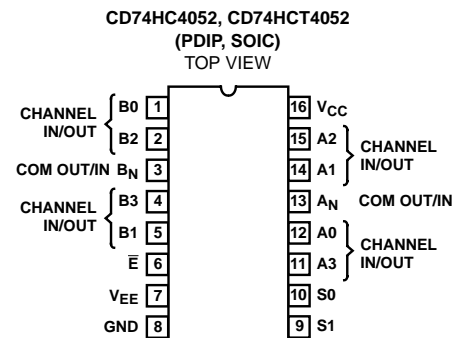 CD74HC4052, CD74HCT4052
(PDIP, SOIC)
TOP VIEW
CHANNEL IN/OUT
B0 1
B2 2
COM OUT/IN BN 3
CHANNEL IN/OUT
B3 4
B1 5
E̅ 6
VEE 7
GND 8
16 VCC
15 A2
14 A1
CHANNEL IN/OUT
13 AN COM OUT/IN
12 A0
11 A3
CHANNEL IN/OUT
10 S0
9 S1